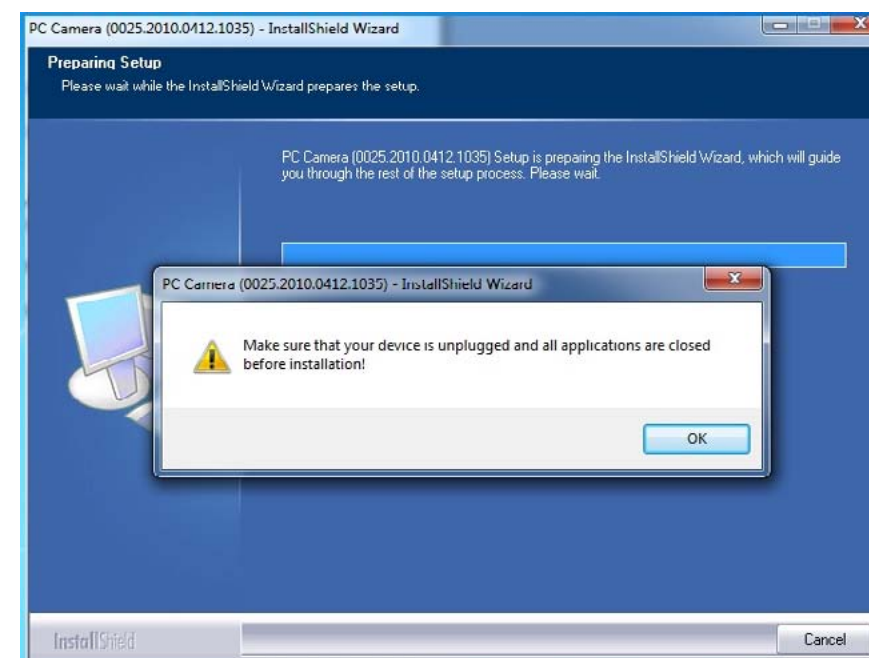 PC Camera (0025.2010.0412.1035) - InstallShield Wizard
Preparing Setup
Please wait while the InstallShield Wizard prepares the setup.
PC Camera (0025.2010.0412.1035) Setup is preparing the InstallShield Wizard, which will guide
you through the rest of the setup process. Please wait.
PC Camera (0025.2010.0412.1035) - InstallShield Wizard
Make sure that your device is unplugged and all applications are closed
before installation!
OK
InstallShield
Cancel